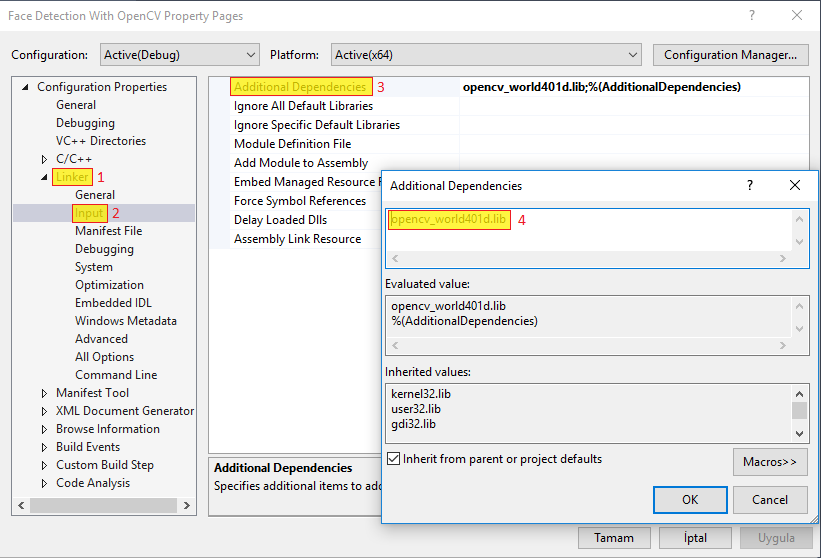 Face Detection With OpenCV Property Pages
?
Configuration: Active(Debug) Platform: Active(x64) Configuration Manager...
Configuration Properties
General
Debugging
VC++ Directories
C/C++
Linker 1
General
Input 2
Manifest File
Debugging
System
Optimization
Embedded IDL
Windows Metadata
Advanced
All Options
Command Line
Manifest Tool
XML Document Generator
Browse Information
Build Events
Custom Build Step
Code Analysis
Additional Dependencies 3 opencv_world401d.lib;%(AdditionalDependencies)
Ignore All Default Libraries
Ignore Specific Default Libraries
Module Definition File
Add Module to Assembly
Embed Managed Resource F
Force Symbol References
Delay Loaded Dlls
Assembly Link Resource
Additional Dependencies
Specifies additional items to add
Additional Dependencies ?
opencv_world401d.lib 4
Evaluated value:
opencv_world401d.lib
%(AdditionalDependencies)
Inherited values:
kernel32.lib
user32.lib
gdi32.lib
Inherit from parent or project defaults
Macros>>
OK Cancel
Tamam İptal Uygula